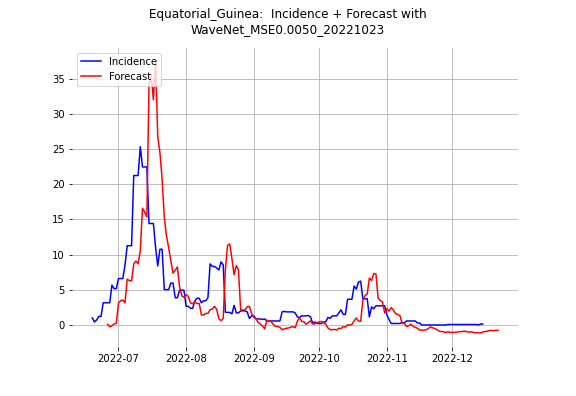 Equatorial_Guinea:  Incidence + Forecast with
WaveNet_MSE0.0050_20221023
Incidence
Forecast
35
30
25
20
15
10
5
0
2022-07 2022-08 2022-09 2022-10 2022-11 2022-12